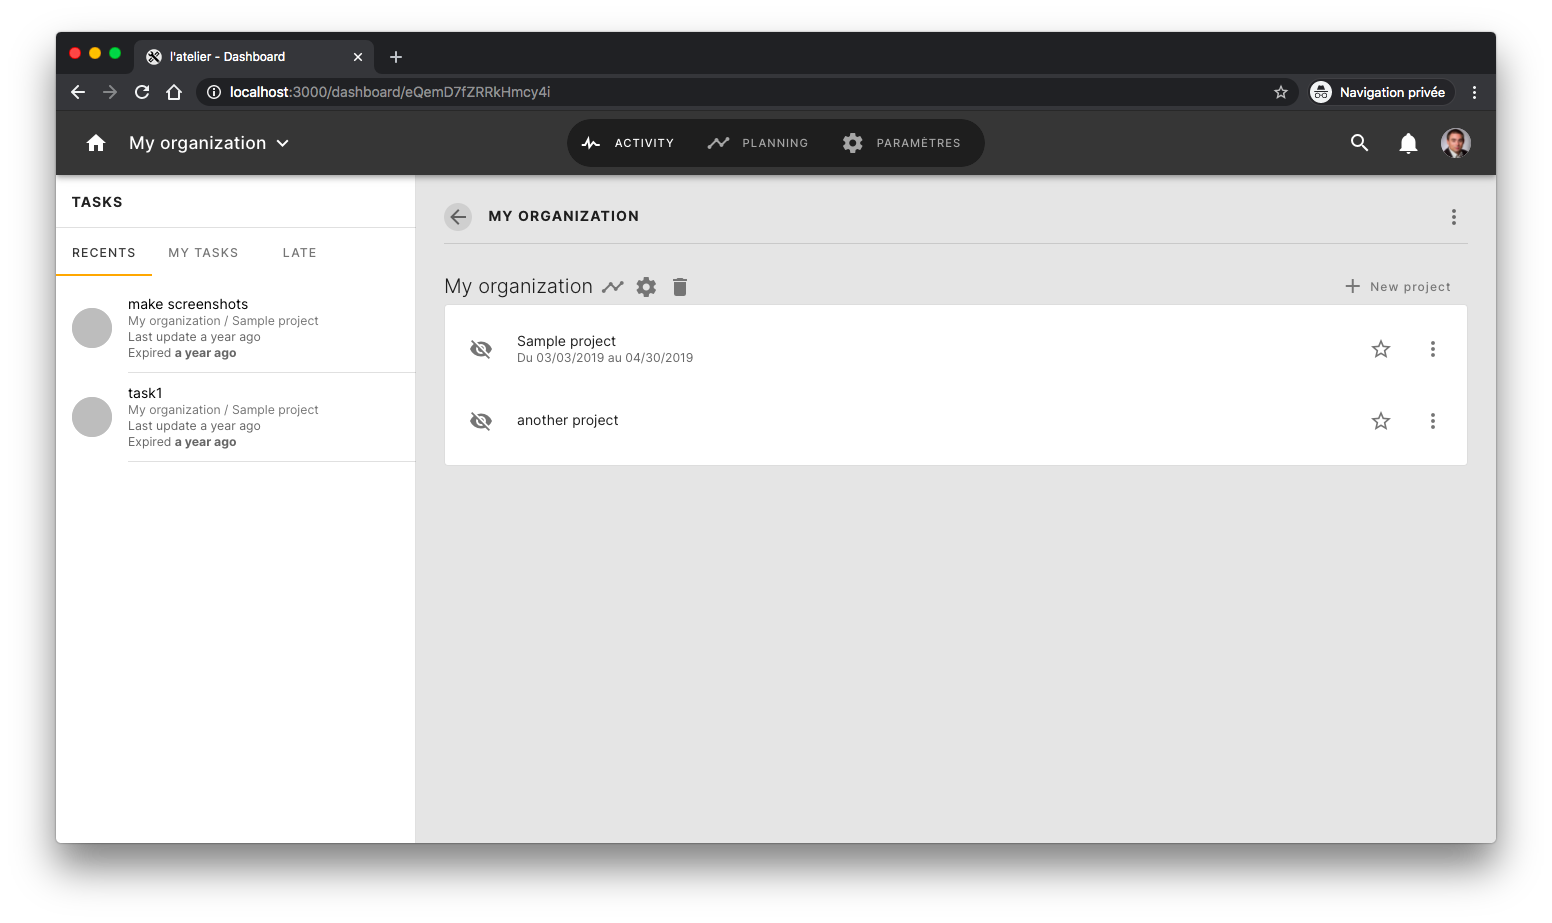 l'atelier - Dashboard
localhost:3000/dashboard/eQemD7fZRRkHmcy4i
Navigation privée
My organization
ACTIVITY
PLANNING
PARAMÈTRES
TASKS
RECENTS
MY TASKS
LATE
make screenshots
My organization / Sample project
Last update a year ago
Expired a year ago
task1
My organization / Sample project
Last update a year ago
Expired a year ago
MY ORGANIZATION
My organization
New project
Sample project
Du 03/03/2019 au 04/30/2019
another project